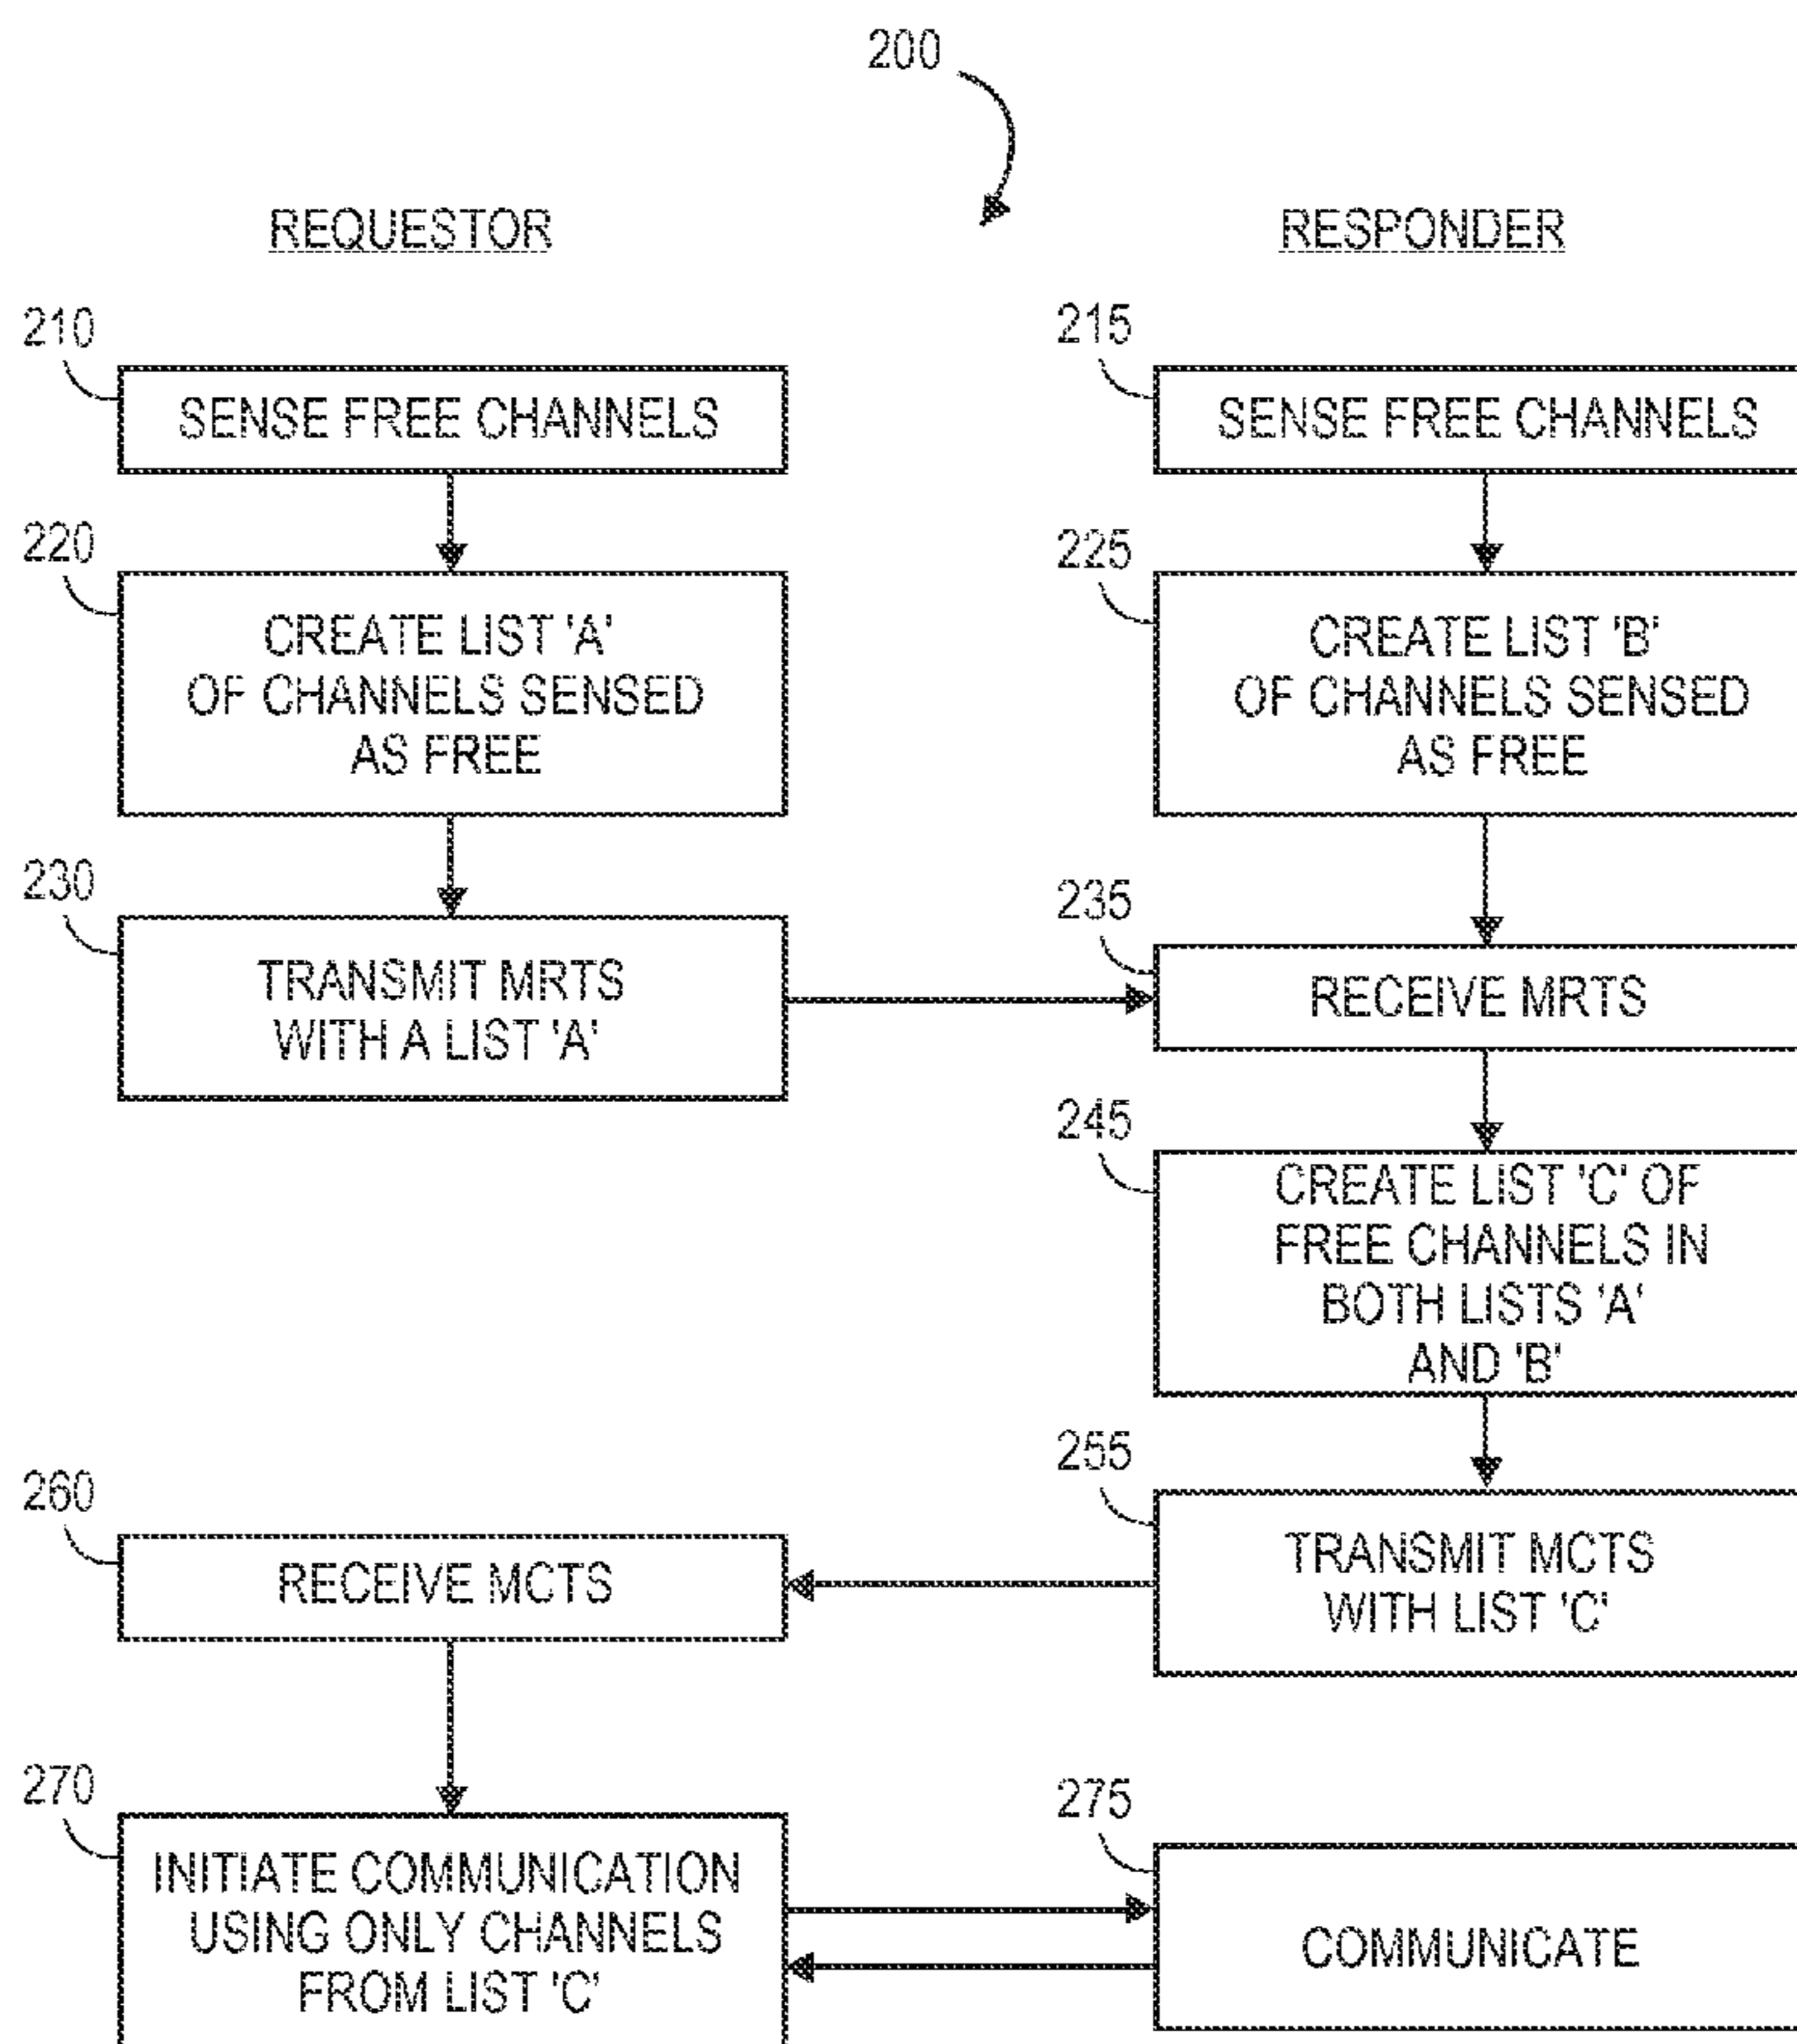 200
REQUESTOR
RESPONDER
210
SENSE FREE CHANNELS
215
SENSE FREE CHANNELS
220
CREATE LIST 'A'
OF CHANNELS SENSED
AS FREE
225
CREATE LIST 'B'
OF CHANNELS SENSED
AS FREE
230
TRANSMIT MRTS
WITH A LIST 'A'
235
RECEIVE MRTS
245
CREATE LIST 'C' OF
FREE CHANNELS IN
BOTH LISTS 'A'
AND 'B'
255
TRANSMIT MCTS
WITH LIST 'C'
260
RECEIVE MCTS
270
INITIATE COMMUNICATION
USING ONLY CHANNELS
FROM LIST 'C'
275
COMMUNICATE